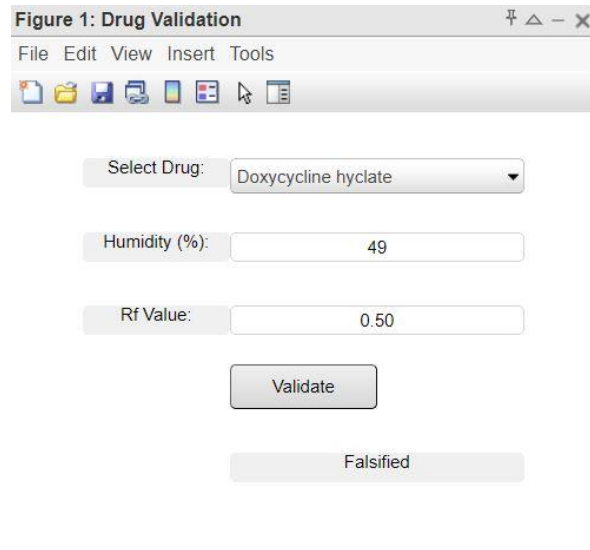 Figure 1: Drug Validation
File Edit View Insert Tools
Select Drug: Doxycycline hyclate
Humidity (%): 49
Rf Value: 0.50
Validate
Falsified